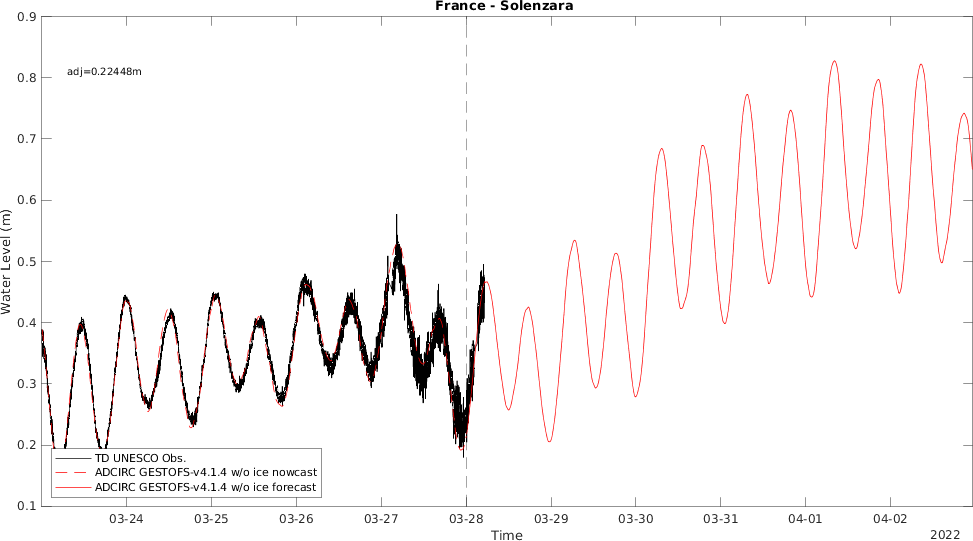 France - Solenzara
adj=0.22448m
Water Level (m)
0.9
0.8
0.7
0.6
0.5
0.4
0.3
0.2
0.1
TD UNESCO Obs.
ADCIRC GESTOFS-v4.1.4 w/o ice nowcast
ADCIRC GESTOFS-v4.1.4 w/o ice forecast
03-24 03-25 03-26 03-27 03-28 03-29 03-30 03-31 04-01 04-02
Time
2022